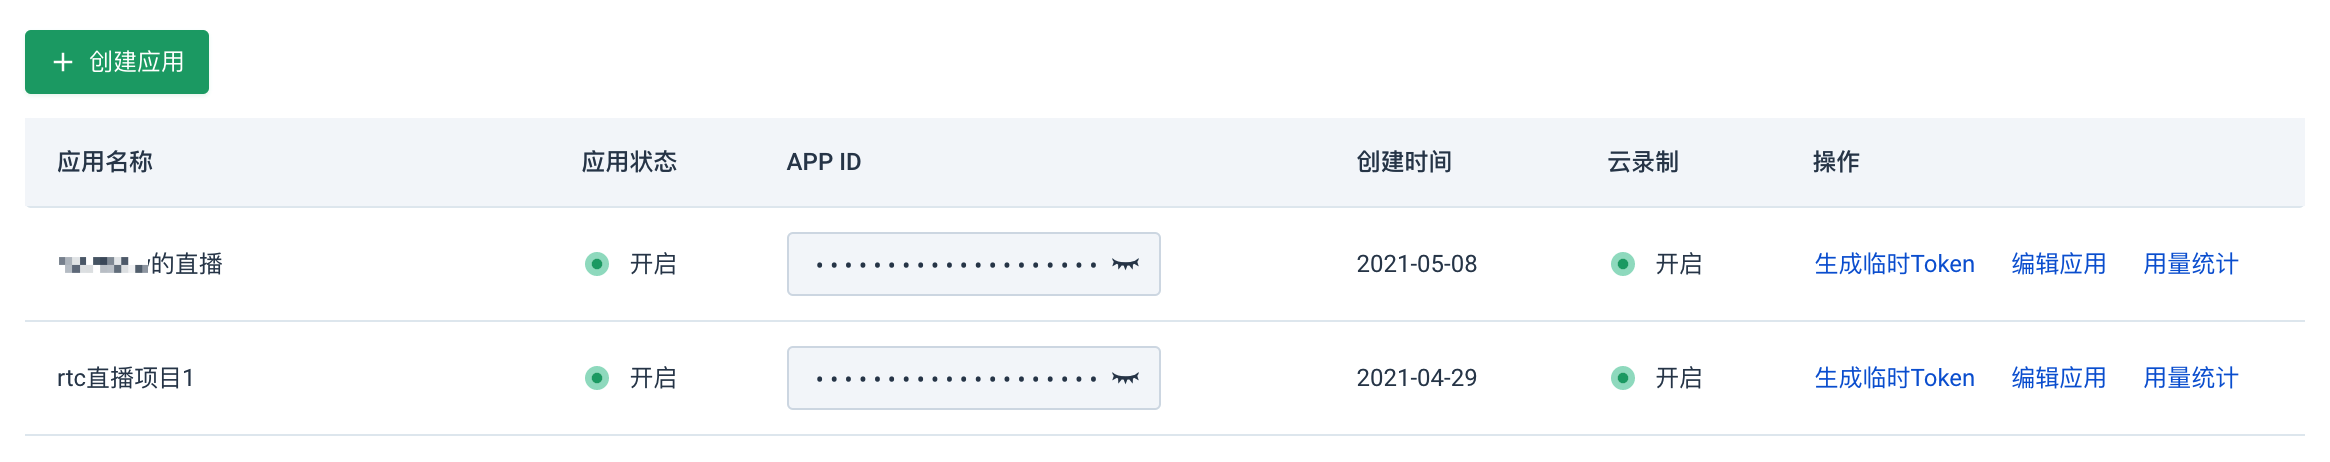 + 创建应用
应用名称 应用状态 APP ID 创建时间 云录制 操作
的直播 开启 2021-05-08 开启 生成临时Token 编辑应用 用量统计
rtc直播项目1 开启 2021-04-29 开启 生成临时Token 编辑应用 用量统计